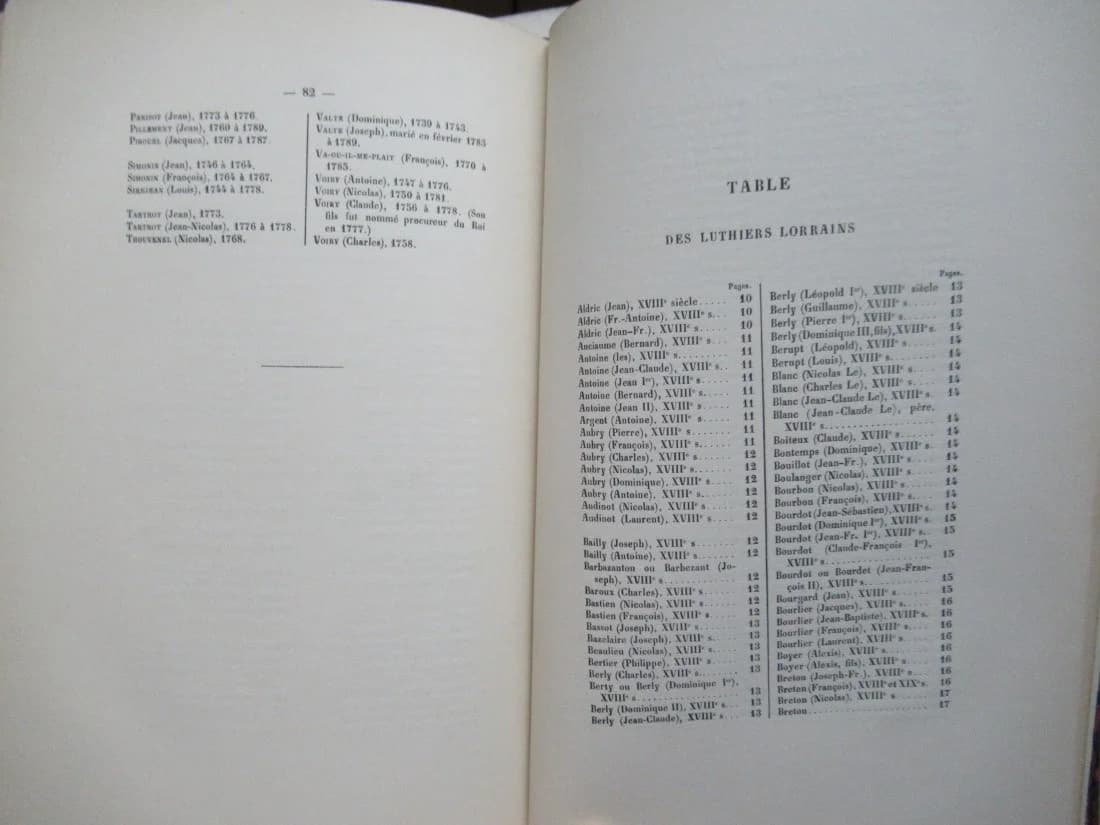 — 82 —
PARISOT (Jean), 1773 à 1776.
PILLEMENT (Jean), 1769 à 1789.
PIROUEL (Jacques), 1767 à 1787.
SIMONIN (Jean), 1746 à 1764.
SIMONIN (François), 1764 à 1767.
SIREJEAN (Louis), 1744 à 1778.
TARTROT (Jean), 1773.
TARTROT (Jean-Nicolas), 1776 à 1778.
THOUVENEL (Nicolas), 1768.
VALTR (Dominique), 1739 à 1743.
VALTR (Joseph), marié en février 1783
à 1789.
VA-OU-IL-ME-PLAIT (François), 1770 à
1785.
VOIRY (Antoine), 1747 à 1776.
VOIRY (Nicolas), 1750 à 1781.
VOIRY (Claude), 1756 à 1778. (Son
fils fut nommé procureur du Roi
en 1777.)
VOIRY (Charles), 1758.
TABLE
DES LUTHIERS LORRAINS
Pages.
Aldric (Jean), XVIIIe siècle..... 10
Aldric (Fr.-Antoine), XVIIIe s... 10
Aldric (Jean-Fr.), XVIIIe s..... 10
Anciaume (Bernard), XVIIIe s... 11
Antoine (les), XVIIIe s......... 11
Antoine (Jean-Claude), XVIIIe s.. 11
Antoine (Jean Ier), XVIIIe s..... 11
Antoine (Bernard), XVIIIe s..... 11
Antoine (Jean II), XVIIIe s..... 11
Argent (Antoine), XVIIIe s..... 11
Aubry (Pierre), XVIIIe s....... 11
Aubry (François), XVIIIe s..... 11
Aubry (Charles), XVIIIe s..... 12
Aubry (Nicolas), XVIIIe s..... 12
Aubry (Dominique), XVIIIe s.... 12
Aubry (Antoine), XVIIIe s..... 12
Audinot (Nicolas), XVIIIe s.... 12
Audinot (Laurent), XVIIIe s.... 12
Bailly (Joseph), XVIIIe s....... 12
Bailly (Antoine), XVIIIe s...... 12
Barbazanton ou Barbezant (Jo-
seph), XVIIIe s............. 12
Baroux (Charles), XVIIIe s..... 12
Bastien (Nicolas), XVIIIe s..... 12
Bastien (François), XVIIIe s.... 12
Bassot (Joseph), XVIIIe s..... 13
Bazelaire (Joseph), XVIIIe s.... 13
Beaulieu (Nicolas), XVIIIe s.... 13
Bertier (Philippe), XVIIIe s.... 13
Berly (Charles), XVIIIe s....... 13
Berty ou Berly (Dominique Ier),
XVIIIe s................. 13
Berly (Dominique II), XVIIIe s... 13
Berly (Jean-Claude), XVIIIe s... 13
Pages.
Berly (Léopold Ier), XVIIIe siècle 13
Berly (Guillaume), XVIIIe s..... 13
Berly (Pierre Ier), XVIIIe s..... 13
Berly (Dominique III, fils), XVIIIe s. 14
Berupt (Léopold), XVIIIe s..... 14
Berupt (Louis), XVIIIe s....... 14
Blanc (Nicolas Le), XVIIIe s.... 14
Blanc (Charles Le), XVIIIe s.... 14
Blanc (Jean-Claude Le), XVIIIe s. 14
Blanc (Jean-Claude Le), père,
XVIIIe s................. 14
Boiteux (Claude), XVIIIe s..... 14
Bontemps (Dominique), XVIIIe s. 14
Bouillot (Jean-Fr.), XVIIIe s.... 14
Boulanger (Nicolas), XVIIIe s... 14
Bourbon (Nicolas), XVIIIe s.... 14
Bourbon (François), XVIIIe s... 14
Bourdot (Jean-Sébastien), XVIIIe s. 14
Bourdot (Dominique Ier), XVIIIe s. 15
Bourdot (Jean-Fr. Ier), XVIIIe s.. 15
Bourdot (Claude-François Ier),
XVIIIe s................. 15
Bourdot ou Bourdet (Jean-Fran-
çois II), XVIIIe s........... 15
Bourgard (Jean), XVIIIe s...... 15
Bourlier (Jacques), XVIIIe s.... 16
Bourlier (Jean-Baptiste), XVIIIe s. 16
Bourlier (François), XVIIIe s... 16
Bourlier (Laurent), XVIIIe s.... 16
Boyer (Alexis), XVIIIe s....... 16
Boyer (Alexis, fils), XVIIIe s... 16
Breton (Joseph-Fr.), XVIIIe s... 16
Breton (François), XVIIIe et XIXe s. 16
Breton (Nicolas), XVIIIe s..... 17
Breton................... 17